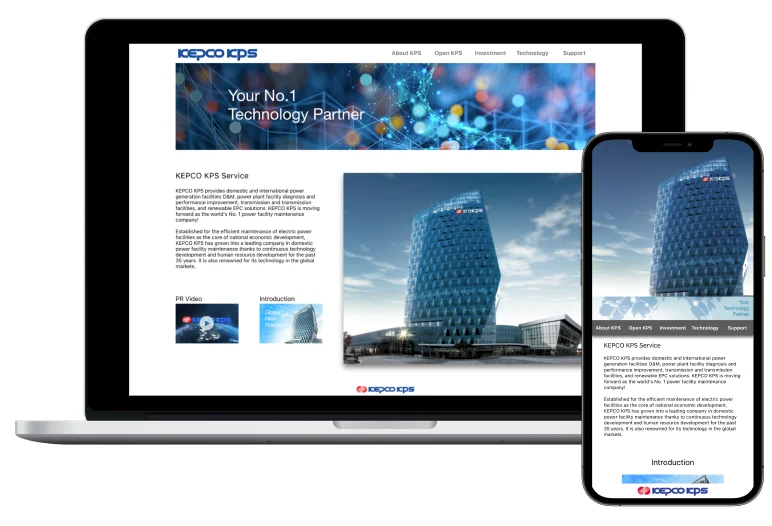 KEPCO KPS
About KPS Open KPS Investment Technology Support
Your No.1
Technology Partner
KEPCO KPS Service
KEPCO KPS provides domestic and international power
generation facilities O&M, power plant facility diagnosis and
performance improvement, transmission and transmission
facilities, and renewable EPC solutions. KEPCO KPS is moving
forward as the world's No. 1 power facility maintenance
company!
Established for the efficient maintenance of electric power
facilities as the core of national economic development,
KEPCO KPS has grown into a leading company in domestic
power facility maintenance thanks to continuous technology
development and human resource development for the past
35 years. It is also renowned for its technology in the global
markets.
PR Video
Introduction
Global
New
KEPCO KPS
Your
Technology
Partner
About KPS Open KPS Investment Technology Support
KEPCO KPS Service
KEPCO KPS provides domestic and international power
generation facilities O&M, power plant facility diagnosis and
performance improvement, transmission and transmission
facilities, and renewable EPC solutions. KEPCO KPS is moving
forward as the world's No. 1 power facility maintenance
company!
Established for the efficient maintenance of electric power
facilities as the core of national economic development,
KEPCO KPS has grown into a leading company in domestic
power facility maintenance thanks to continuous technology
development and human resource development for the past
35 years. It is also renowned for its technology in the global
markets.
Introduction
KEPCO KPS